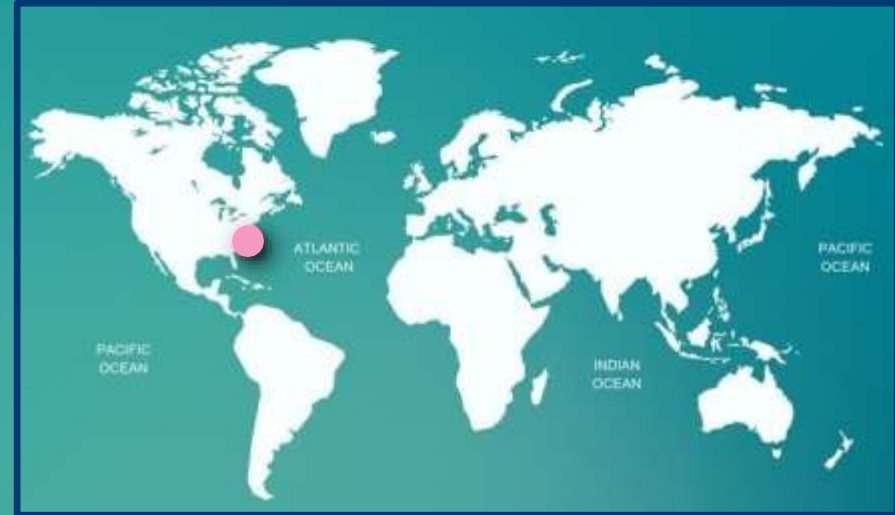 ATLANTIC
OCEAN
PACIFIC
OCEAN
PACIFIC
OCEAN
INDIAN
OCEAN